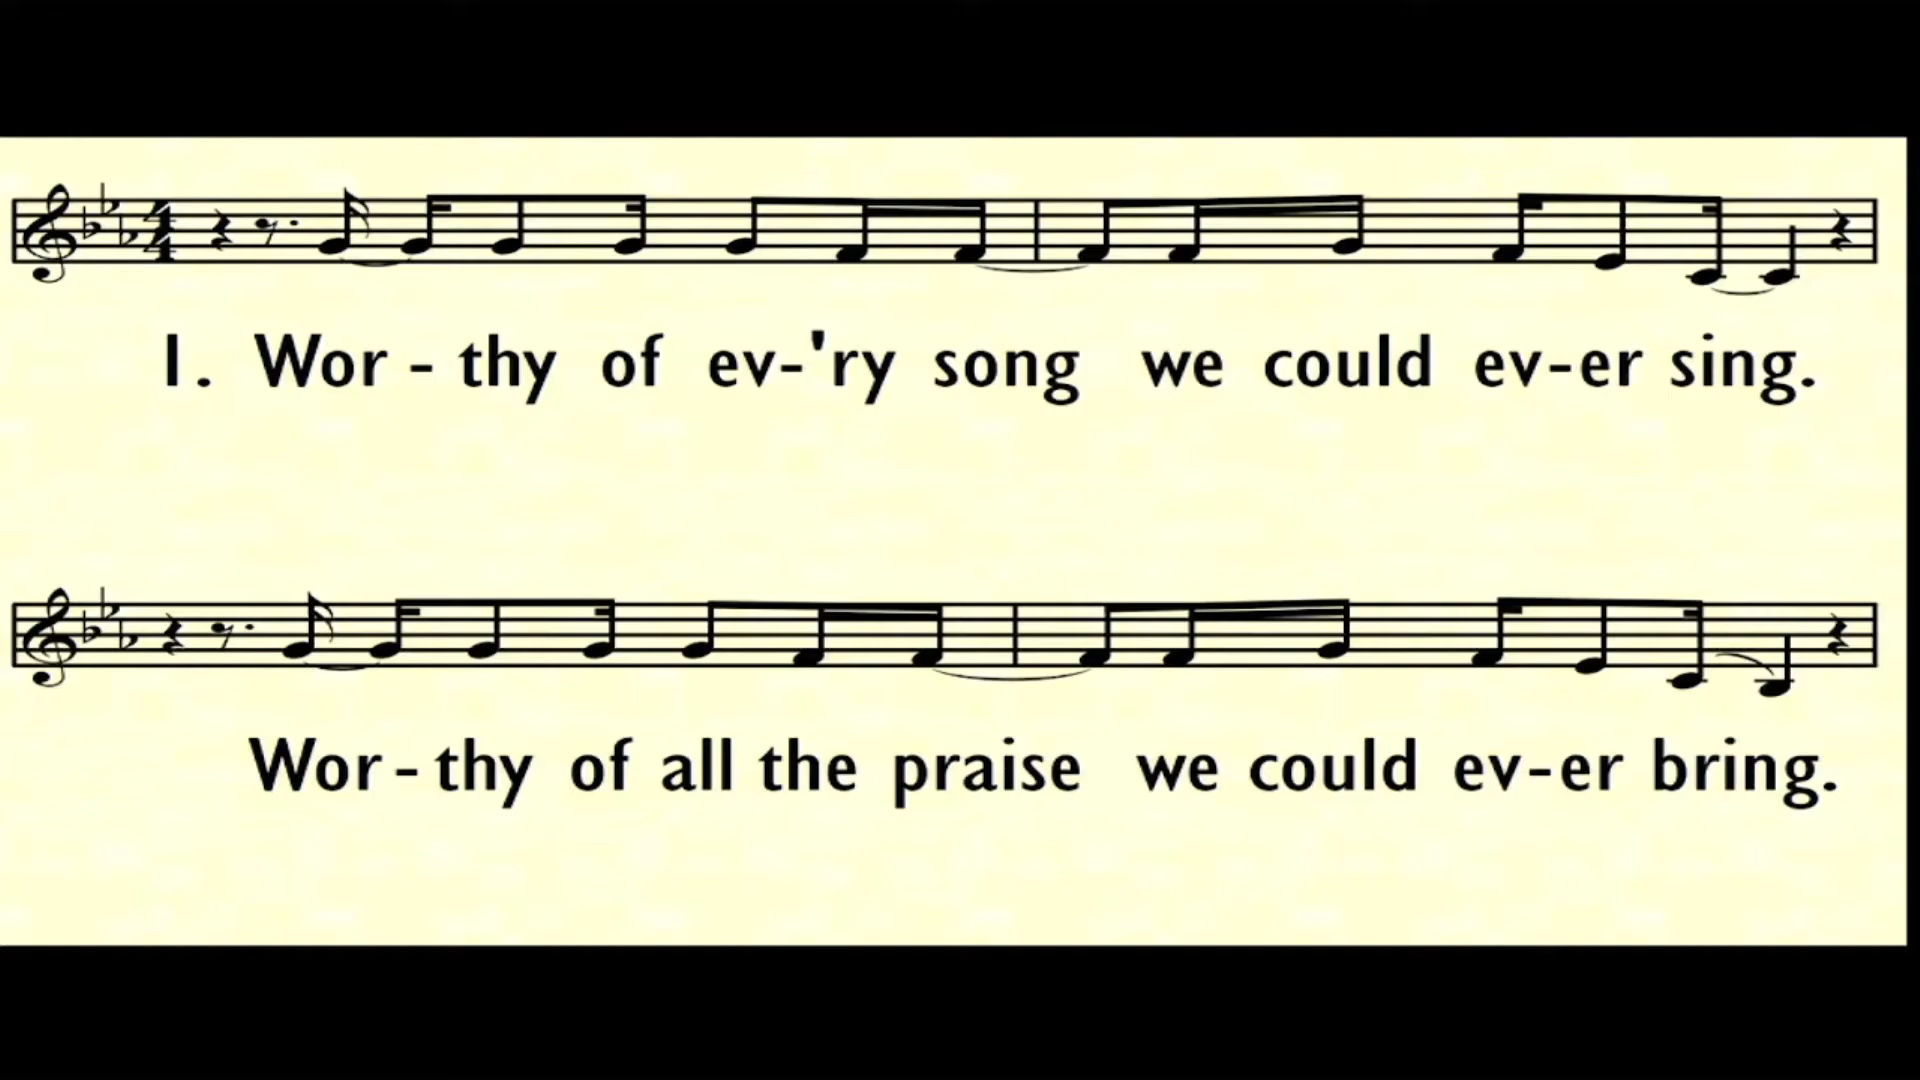 1. Wor - thy of ev-'ry song we could ev-er sing.
Wor - thy of all the praise we could ev-er bring.